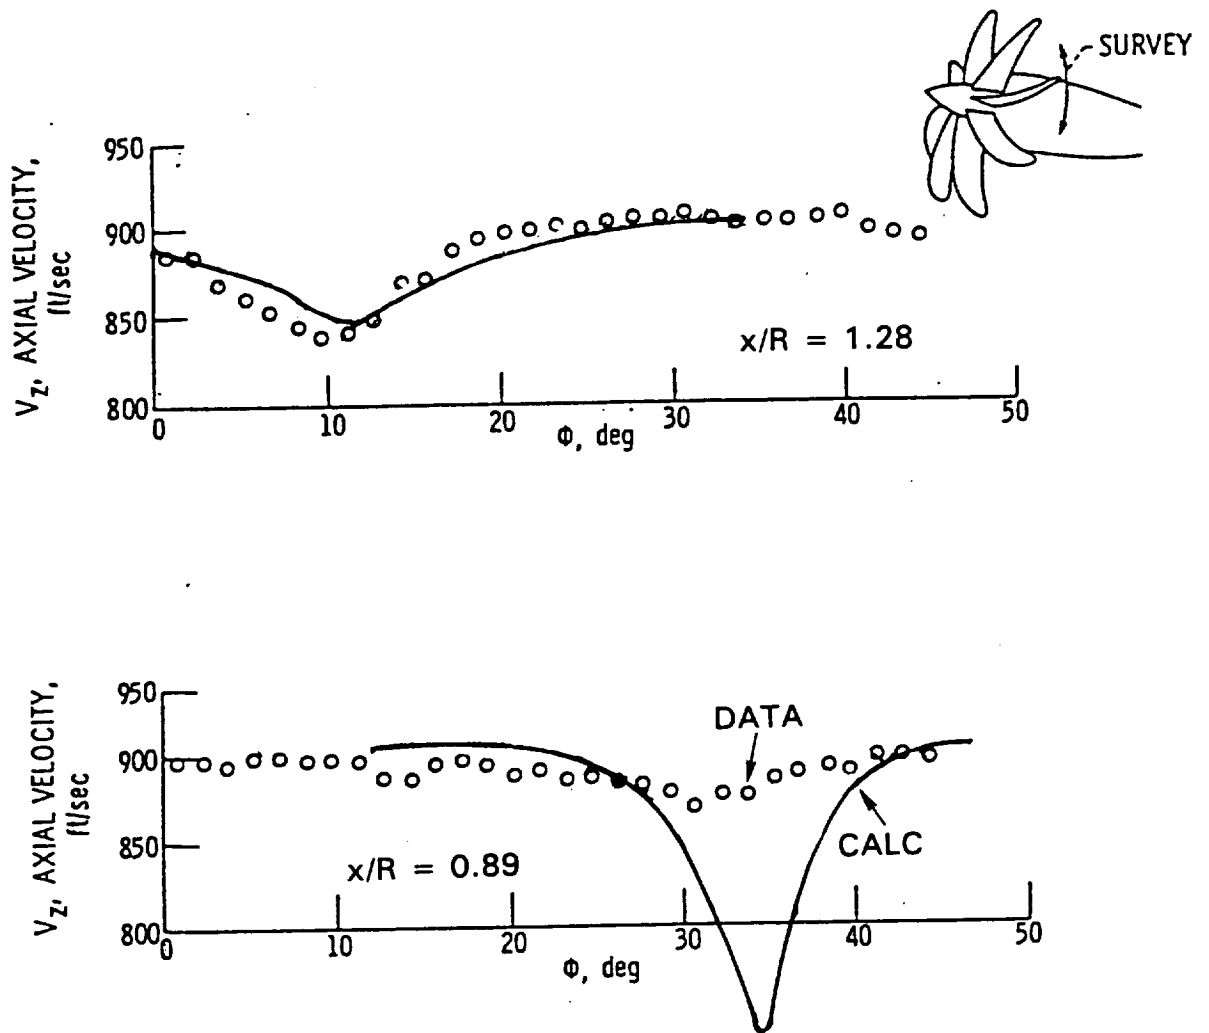 SURVEY
950
900
850
800
V_z, AXIAL VELOCITY,
ft/sec
x/R = 1.28
0
10
20
30
40
50
Φ, deg
950
900
850
800
V_z, AXIAL VELOCITY,
ft/sec
DATA
CALC
x/R = 0.89
0
10
20
30
40
50
Φ, deg